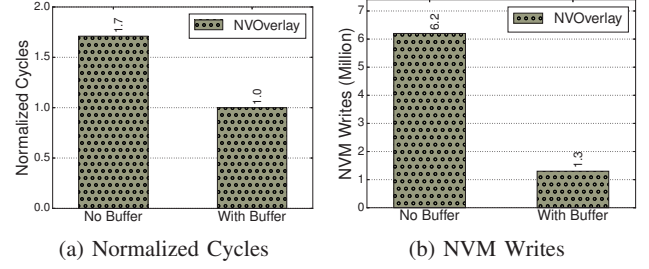 2.0
1.5
1.0
0.5
0.0
Normalized Cycles
NVOverlay
1.7
1.0
No Buffer
With Buffer
(a) Normalized Cycles
7
6
5
4
3
2
1
0
NVM Writes (Million)
NVOverlay
6.2
1.3
No Buffer
With Buffer
(b) NVM Writes